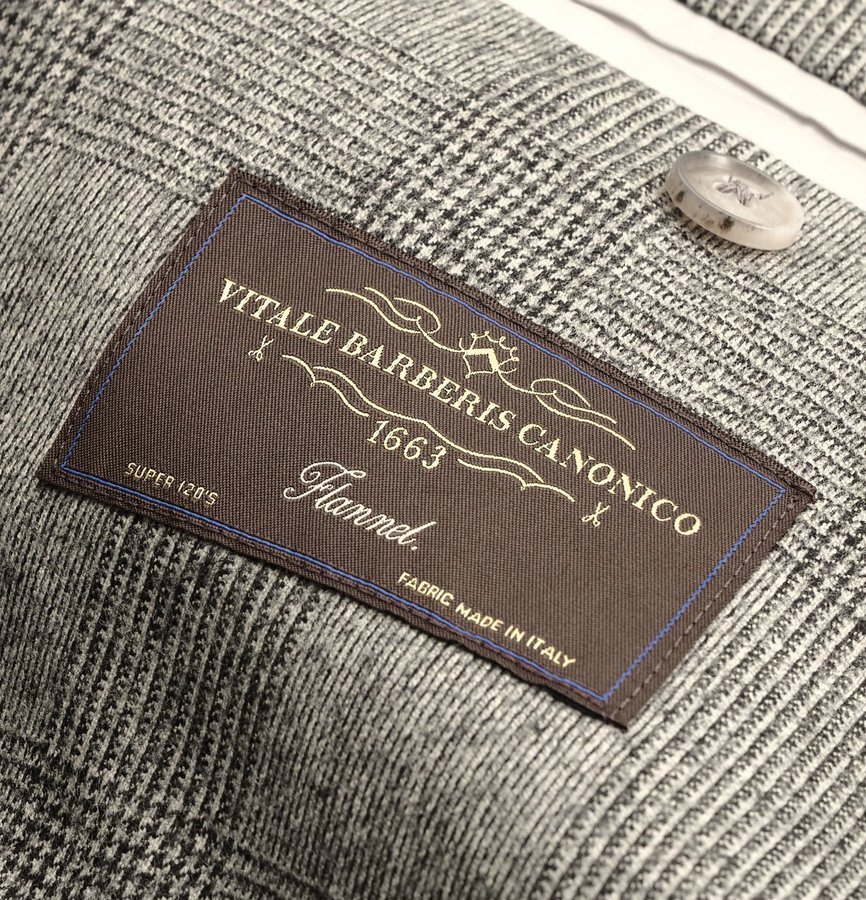 VITALE BARBERIS CANONICO
1663
Flannel.
SUPER 120'S
FABRIC MADE IN ITALY